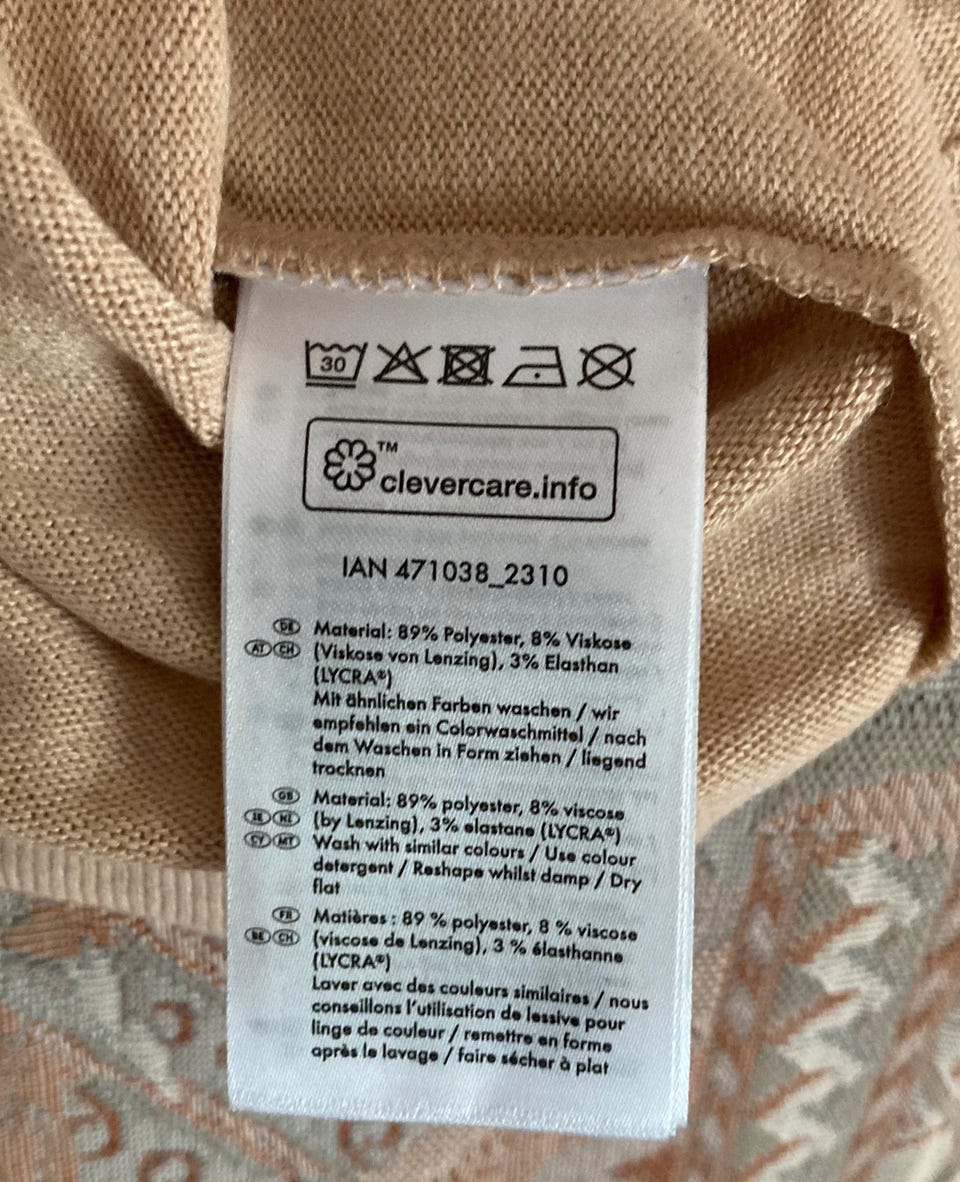 30
™
clevercare.info
IAN 471038_2310
DE Material: 89% Polyester, 8% Viskose
AT CH (Viskose von Lenzing), 3% Elasthan
(LYCRA®)
Mit ähnlichen Farben waschen / wir
empfehlen ein Colorwaschmittel / nach
dem Waschen in Form ziehen / liegend
trocknen
GB Material: 89% polyester, 8% viscose
IE NI (by Lenzing), 3% elastane (LYCRA®)
CY MT Wash with similar colours / Use colour
detergent / Reshape whilst damp / Dry
flat
FR Matières : 89 % polyester, 8 % viscose
BE CH (viscose de Lenzing), 3 % élasthanne
(LYCRA®)
Laver avec des couleurs similaires / nous
conseillons l'utilisation de lessive pour
linge de couleur / remettre en forme
après le lavage / faire sécher à plat